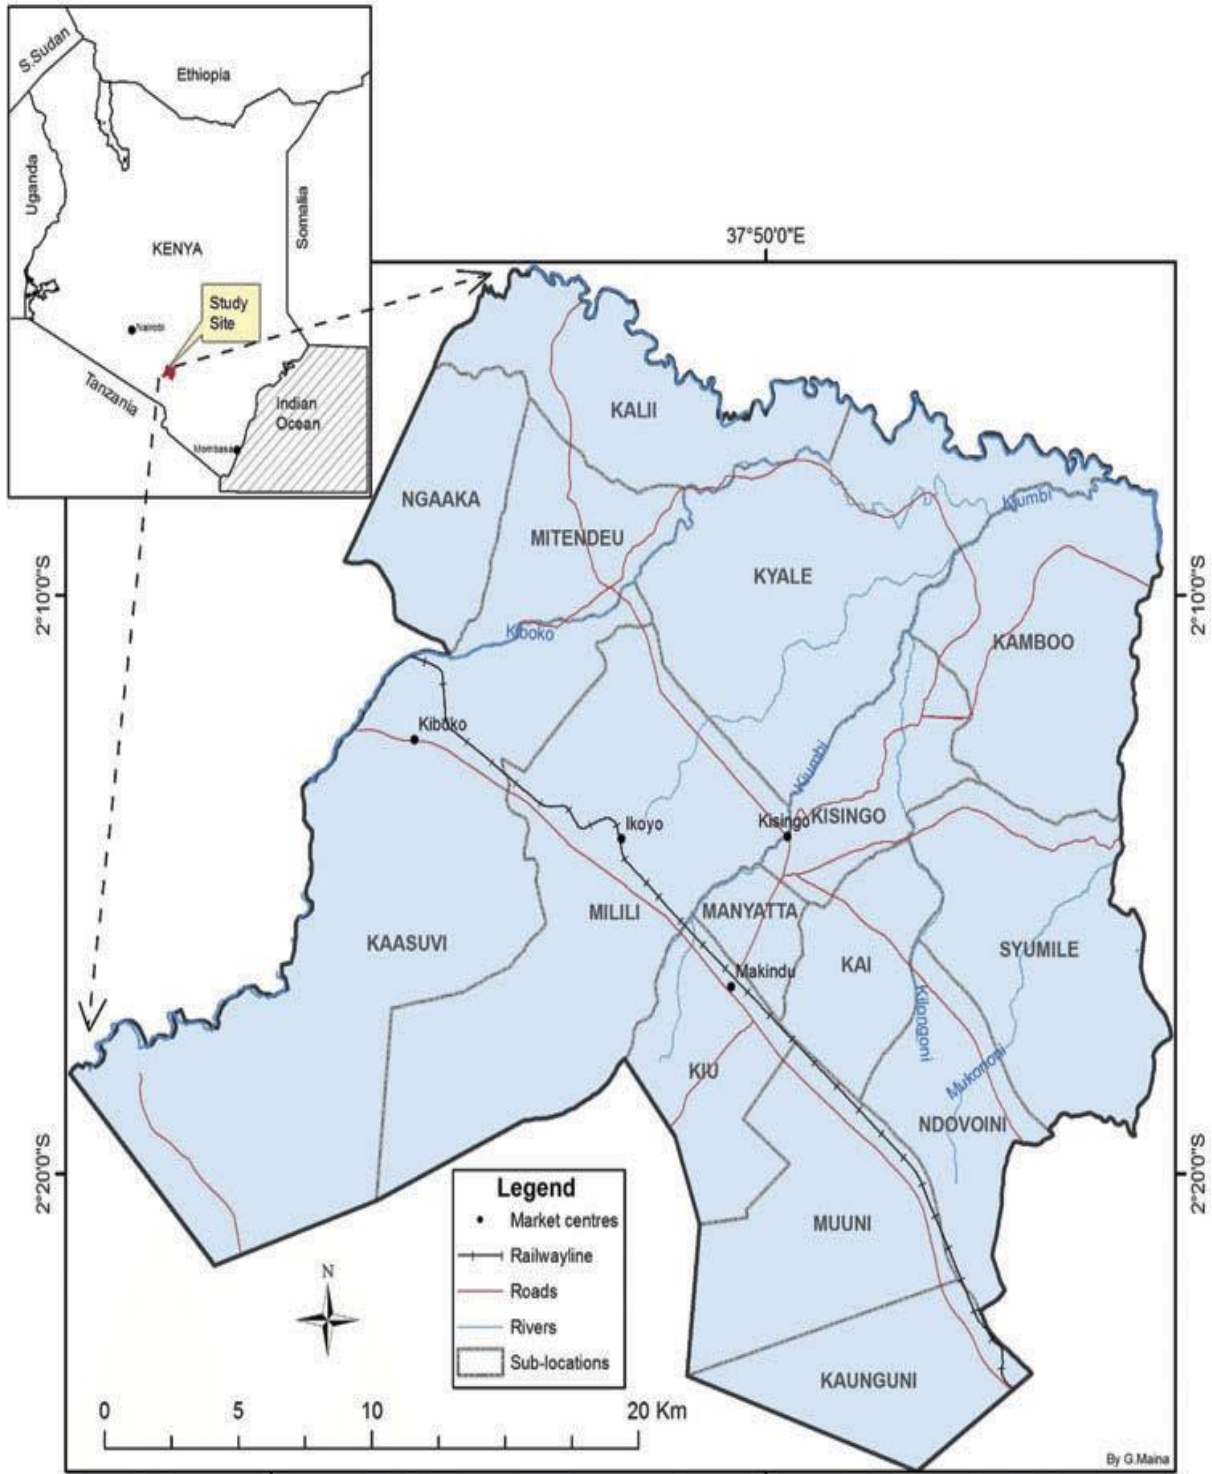 S.Sudan
Ethiopia
Uganda
Somalia
KENYA
Study
Site
Nairobi
Tanzania
Indian
Ocean
Mombasa
37°50'0"E
KALII
NGAAKA
MITENDEU
Kiumbi
KYALE
2°10'0"S
2°10'0"S
Kiboko
KAMBOO
Kiboko
Kiumbi
Ikoyo
Kisingo
KISINGO
MILILI
MANYATTA
KAASUVI
KAI
SYUMILE
Makindu
Kilongoni
KIU
Mukononi
NDOVOINI
2°20'0"S
2°20'0"S
Legend
Market centres
Railwayline
Roads
Rivers
Sub-locations
MUUNI
N
KAUNGUNI
0 5 10 20 Km
By G.Maina